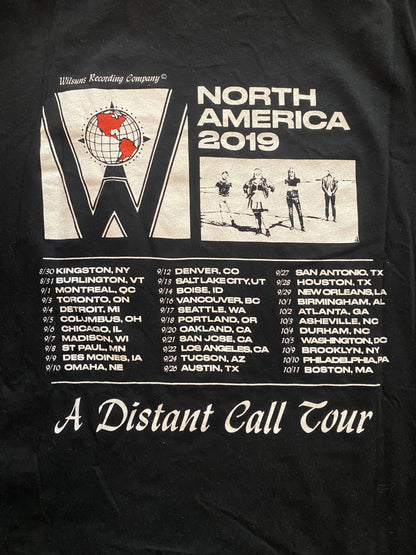 Wilsuns Recording Company©
W
NORTH
AMERICA
2019
8/30 KINGSTON, NY
8/31 BURLINGTON, VT
9/1 MONTREAL, QC
9/3 TORONTO, ON
9/4 DETROIT, MI
9/5 COLUMBUS, OH
9/6 CHICAGO, IL
9/7 MADISON, WI
9/8 ST PAUL, MN
9/9 DES MOINES, IA
9/10 OMAHA, NE
9/12 DENVER, CO
9/13 SALT LAKE CITY, UT
9/14 BOISE, ID
9/16 VANCOUVER, BC
9/17 SEATTLE, WA
9/18 PORTLAND, OR
9/20 OAKLAND, CA
9/21 SAN JOSE, CA
9/22 LOS ANGELES, CA
9/24 TUCSON, AZ
9/26 AUSTIN, TX
9/27 SAN ANTONIO, TX
9/28 HOUSTON, TX
9/29 NEW ORLEANS, LA
10/1 BIRMINGHAM, AL
10/2 ATLANTA, GA
10/3 ASHEVILLE, NC
10/4 DURHAM, NC
10/5 WASHINGTON, DC
10/9 BROOKLYN, NY
10/10 PHILADELPHIA, PA
10/11 BOSTON, MA
A Distant Call Tour